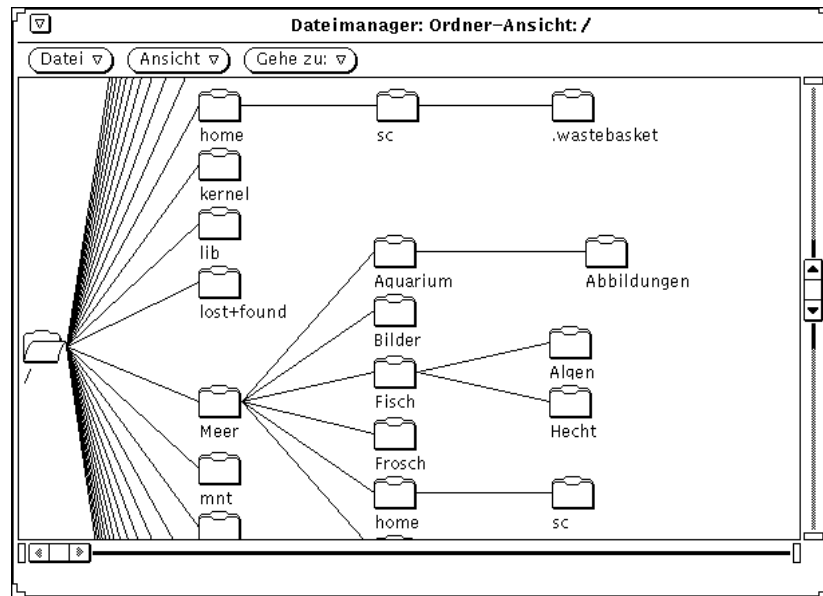 Dateimanager: Ordner-Ansicht: /
Datei Ansicht Gehe zu:
home sc .wastebasket
kernel
lib
Aquarium Abbildungen
lost+found
Bilder
/
Algen
Fisch
Meer Hecht
Frosch
mnt
home sc